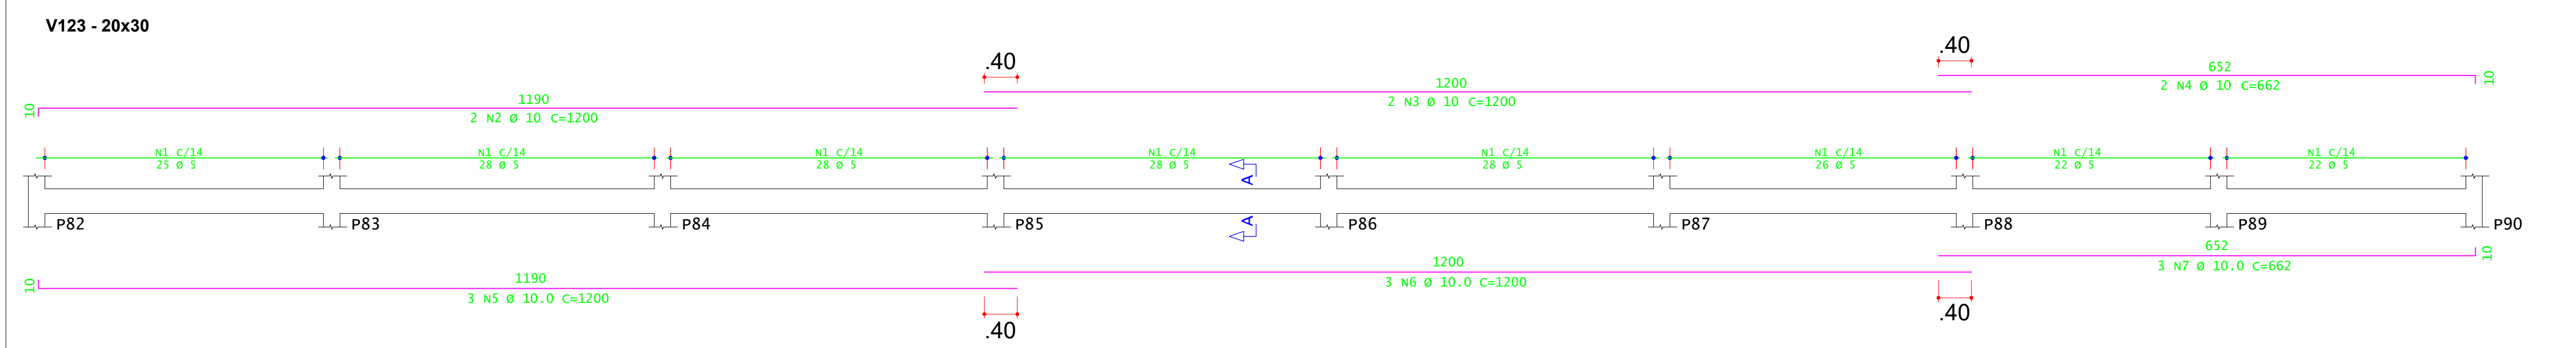 V123 - 20x30
.40
.40
1190
1200
652
10
2 N2 Ø 10 C=1200
2 N3 Ø 10 C=1200
2 N4 Ø 10 C=662
10
N1 C/14
25 Ø 5
N1 C/14
28 Ø 5
N1 C/14
28 Ø 5
N1 C/14
28 Ø 5
N1 C/14
28 Ø 5
N1 C/14
26 Ø 5
N1 C/14
22 Ø 5
N1 C/14
22 Ø 5
A
A
P82
P83
P84
P85
P86
P87
P88
P89
P90
10
1190
3 N5 Ø 10.0 C=1200
1200
3 N6 Ø 10.0 C=1200
652
3 N7 Ø 10.0 C=662
10
.40
.40